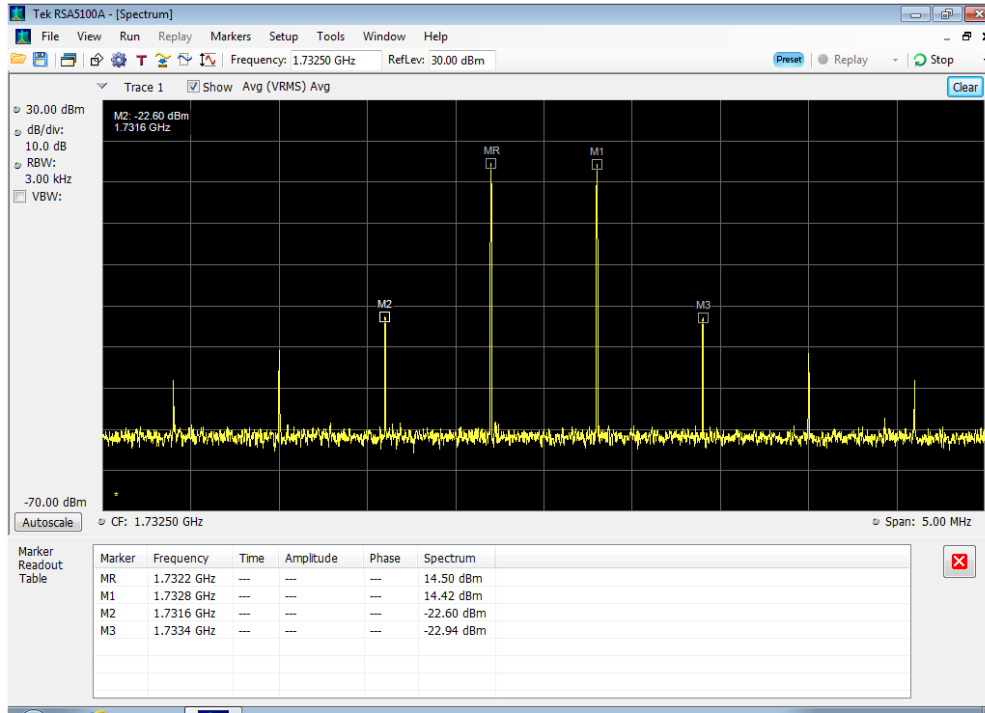 Tek RSA5100A - [Spectrum]
File View Run Replay Markers Setup Tools Window Help
T Frequency: 1.73250 GHz RefLev: 30.00 dBm Preset Replay Stop
Trace 1 Show Avg (VRMS) Avg Clear
30.00 dBm
dB/div:
10.0 dB
RBW:
3.00 kHz
VBW:
M2: -22.60 dBm
1.7316 GHz
MR M1
M2 M3
*
-70.00 dBm
Autoscale CF: 1.73250 GHz Span: 5.00 MHz
Marker
Readout
Table
Marker Frequency Time Amplitude Phase Spectrum
MR 1.7322 GHz --- --- --- 14.50 dBm
M1 1.7328 GHz --- --- --- 14.42 dBm
M2 1.7316 GHz --- --- --- -22.60 dBm
M3 1.7334 GHz --- --- --- -22.94 dBm